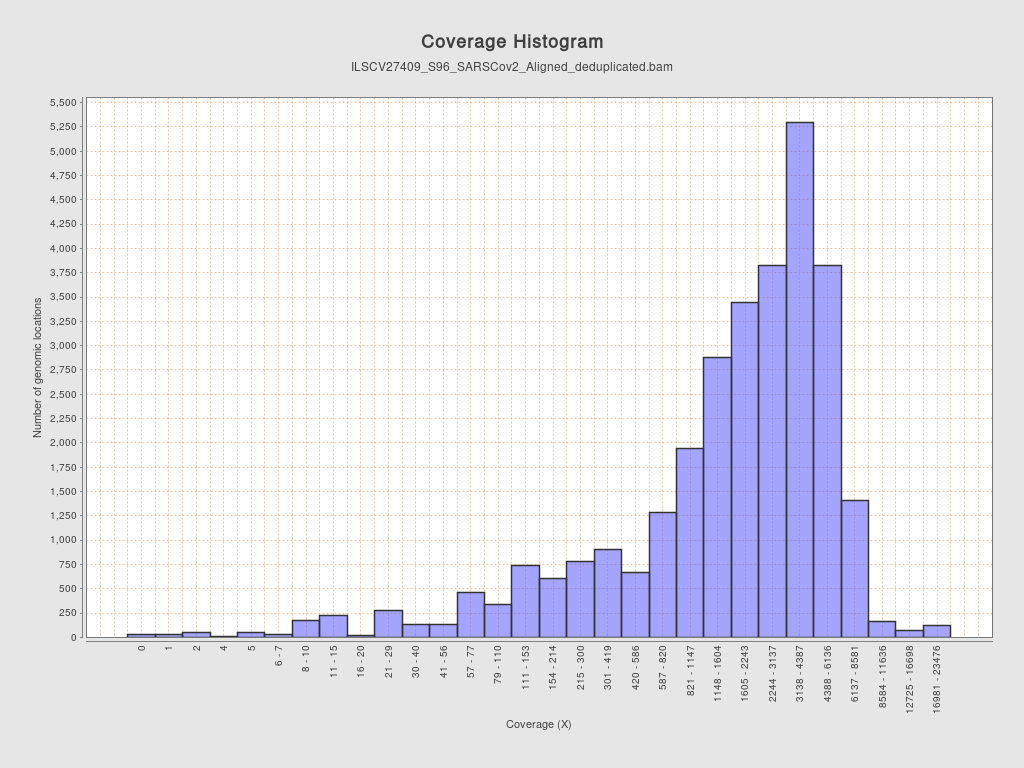 Coverage Histogram
ILSCV27409_S96_SARSCov2_Aligned_deduplicated.bam
Number of genomic locations
5,500
5,250
5,000
4,750
4,500
4,250
4,000
3,750
3,500
3,250
3,000
2,750
2,500
2,250
2,000
1,750
1,500
1,250
1,000
750
500
250
0
0
1
2
4
5
6 - 7
8 - 10
11 - 15
16 - 20
21 - 29
30 - 40
41 - 56
57 - 77
79 - 110
111 - 153
154 - 214
215 - 300
301 - 419
420 - 586
587 - 820
821 - 1147
1148 - 1604
1605 - 2243
2244 - 3137
3138 - 4387
4388 - 6136
6137 - 8581
8584 - 11636
12725 - 16698
16981 - 23476
Coverage (X)